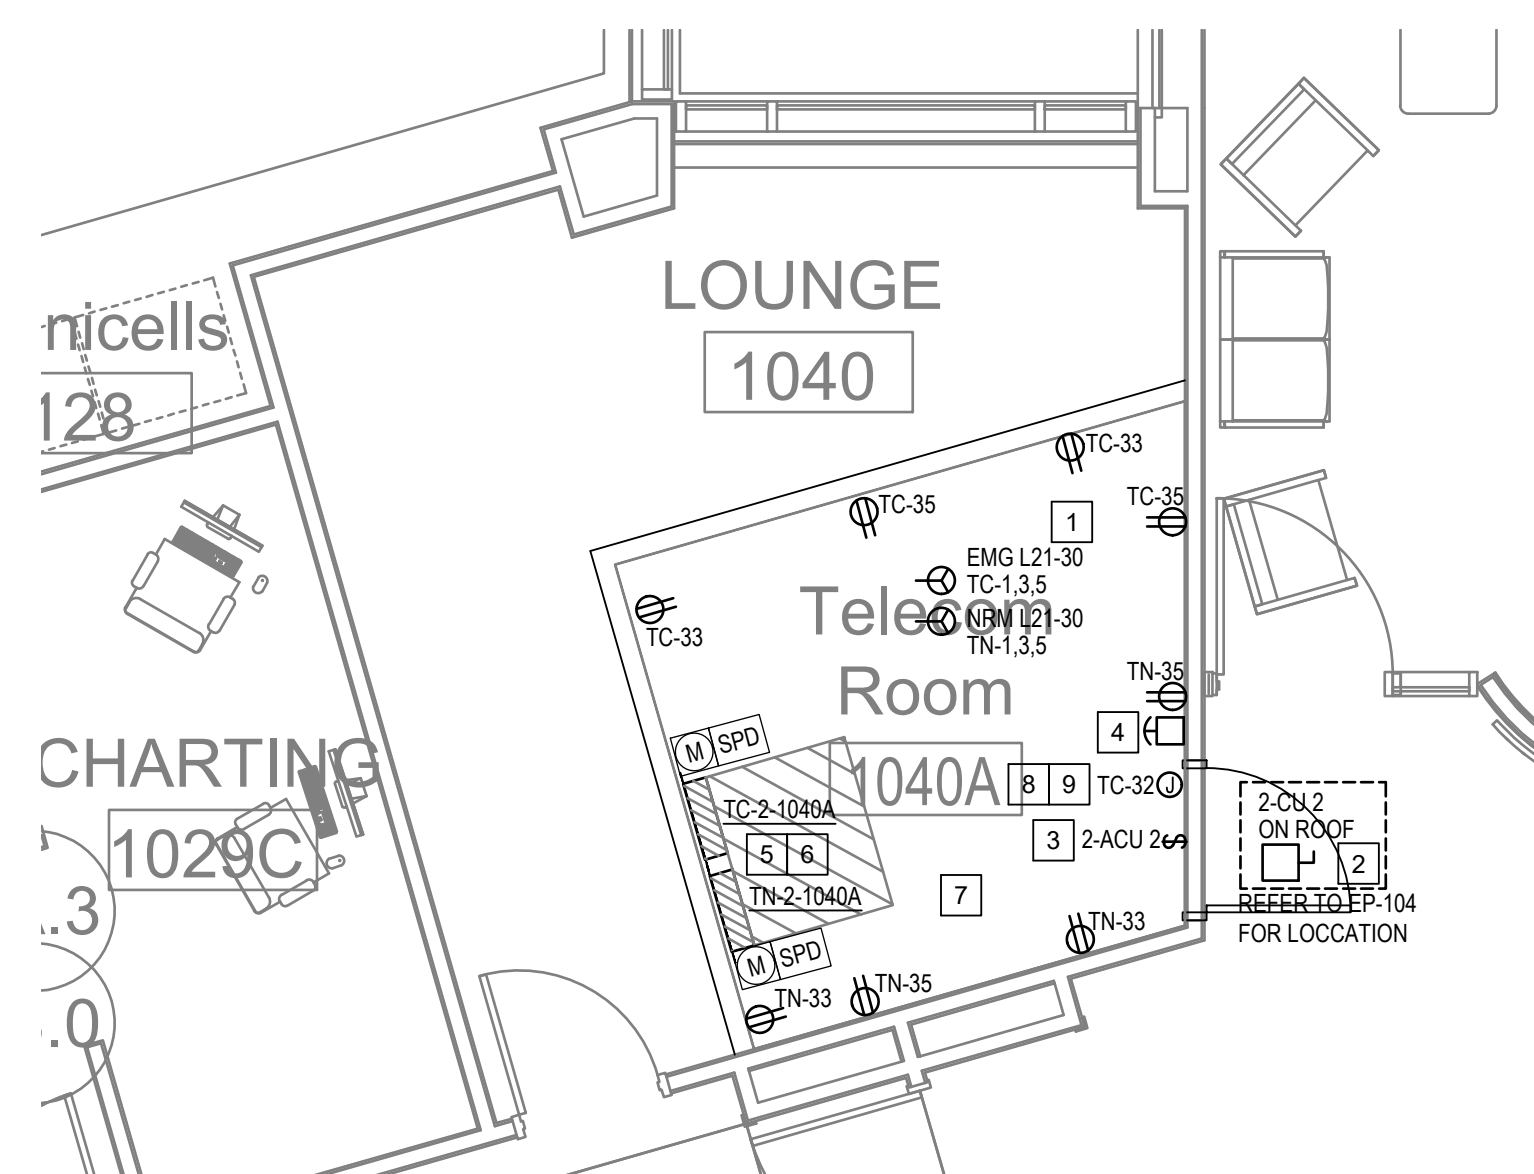 LOUNGE
1040
nicells
128
TC-33
TC-35
TC-35
1
EMG L21-30
TC-1,3,5
NRM L21-30
TN-1,3,5
TC-33
Telecom
Room
1040A
TN-35
4
M SPD
8 9
TC-32 J
TC-2-1040A
5 6
TN-2-1040A
3
2-ACU 2 S
7
2-CU 2
ON ROOF
2
REFER TO EP-104
FOR LOCCATION
TN-33
M SPD
TN-35
TN-33
CHARTING
1029C
.3
.0